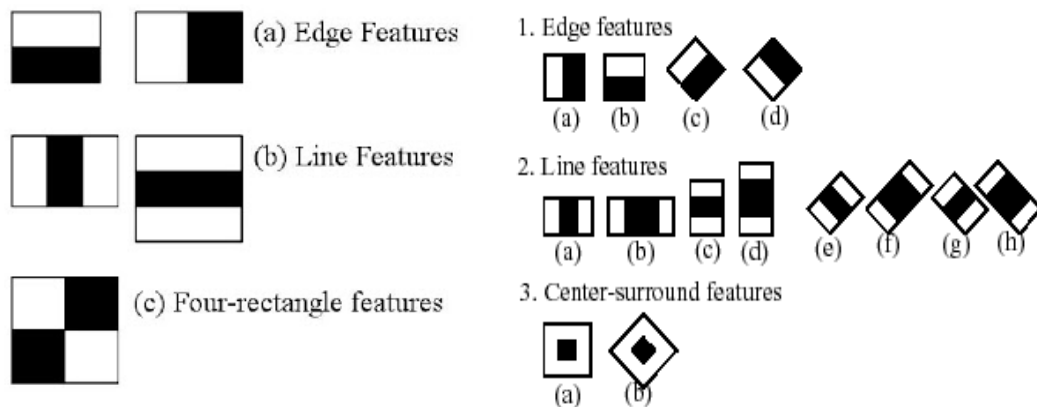 (a) Edge Features
(b) Line Features
(c) Four-rectangle features
1. Edge features
(a) (b) (c) (d)
2. Line features
(a) (b) (c) (d) (e) (f) (g) (h)
3. Center-surround features
(a) (b)